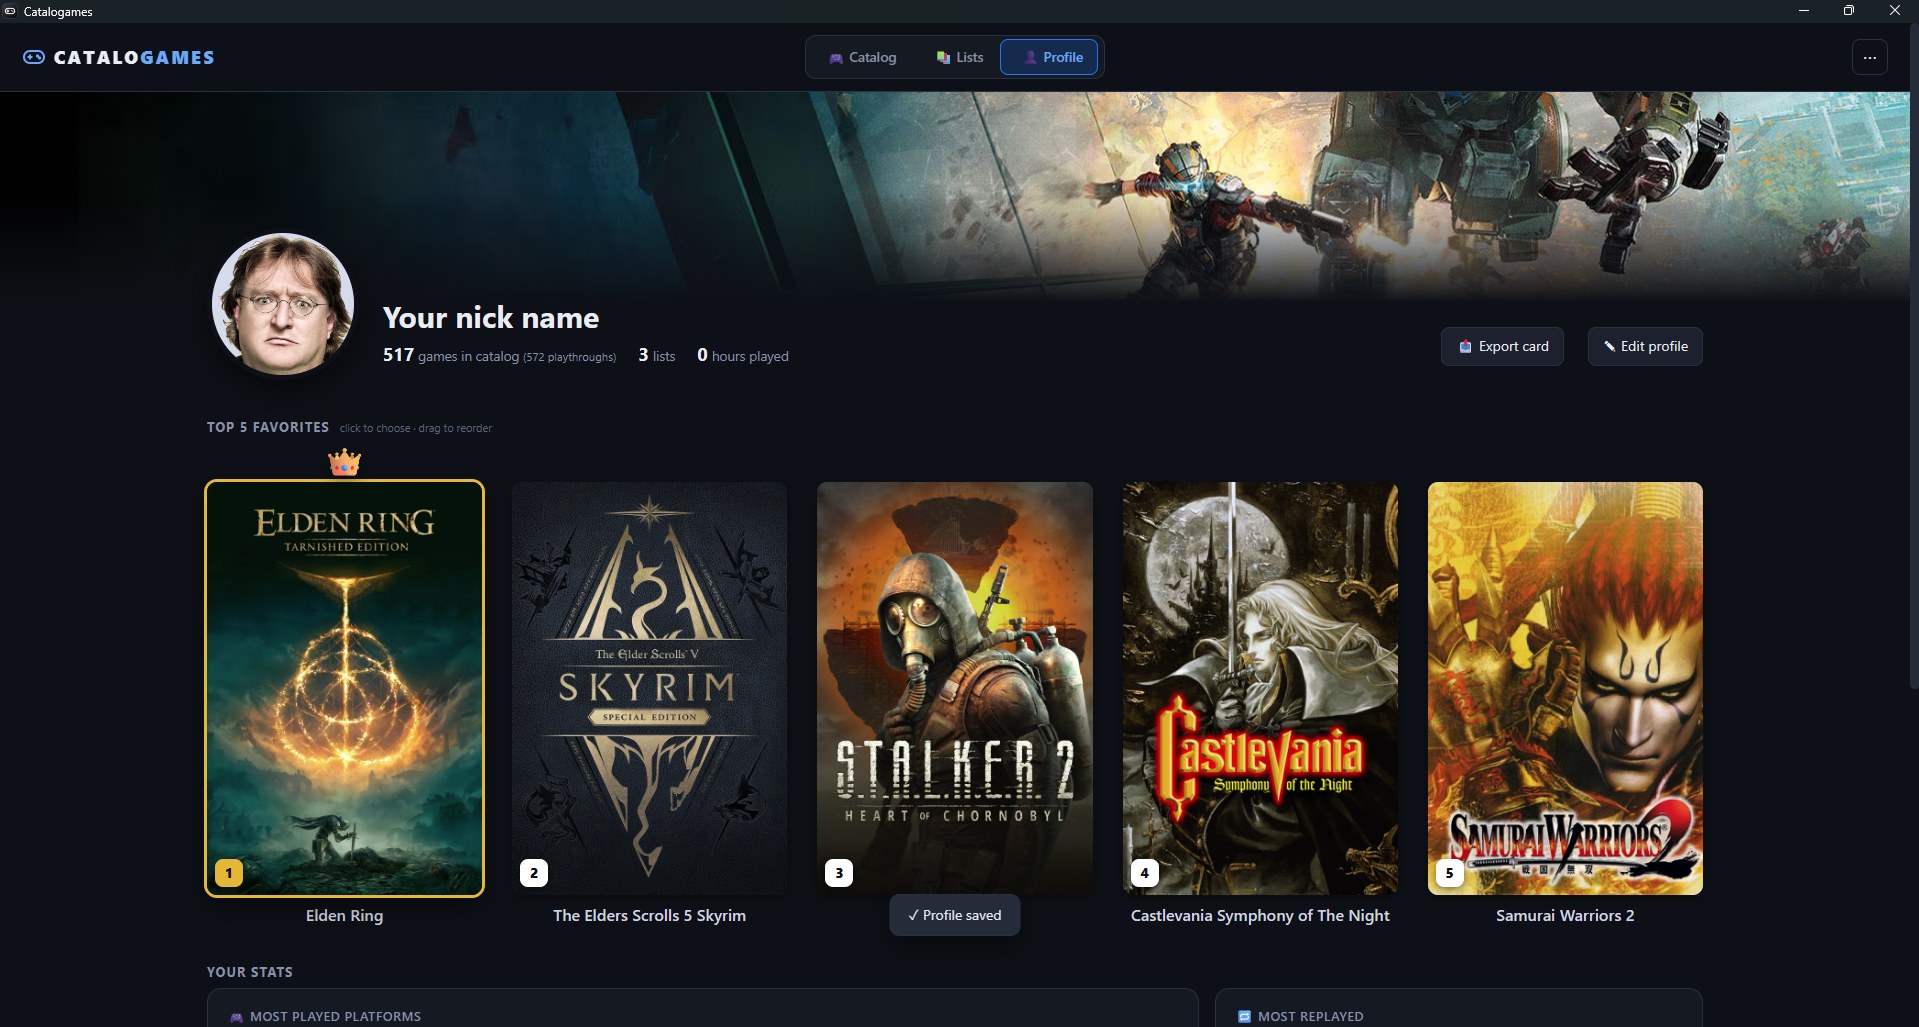 Catalogames
CATALOGAMES
Catalog
Lists
Profile
...
Your nick name
517 games in catalog (572 playthroughs) 3 lists 0 hours played
Export card
Edit profile
TOP 5 FAVORITES click to choose · drag to reorder
ELDEN RING
TARNISHED EDITION
1
Elden Ring
The Elder Scrolls V
SKYRIM
SPECIAL EDITION
2
The Elders Scrolls 5 Skyrim
S.T.A.L.K.E.R. 2
HEART OF CHORNOBYL
3
✓ Profile saved
Castlevania
Symphony of the Night
4
Castlevania Symphony of The Night
SAMURAI WARRIORS 2
戦国無双
5
Samurai Warriors 2
YOUR STATS
MOST PLAYED PLATFORMS
MOST REPLAYED